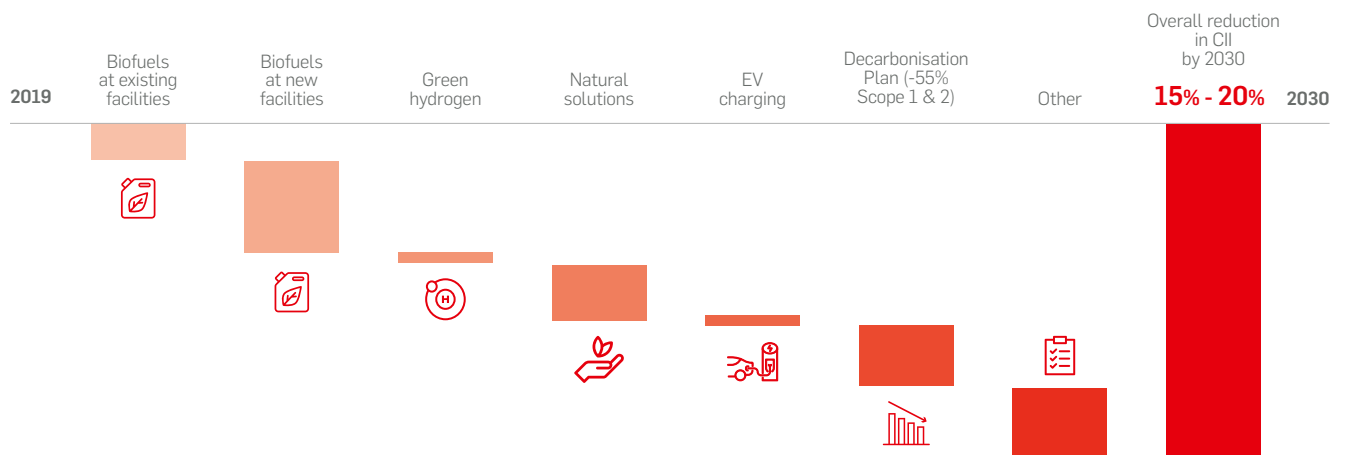 2019
Biofuels
at existing
facilities
Biofuels
at new
facilities
Green
hydrogen
Natural
solutions
EV
charging
Decarbonisation
Plan (-55%
Scope 1 & 2)
Other
Overall reduction
in CII
by 2030
15% - 20%
2030
H